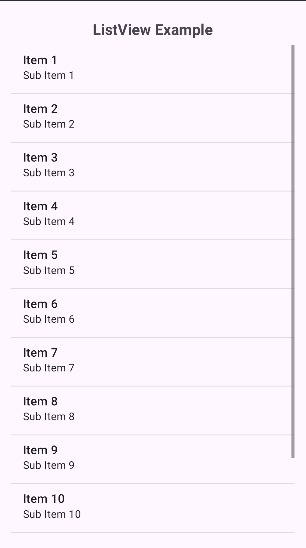 ListView Example
Item 1
Sub Item 1
Item 2
Sub Item 2
Item 3
Sub Item 3
Item 4
Sub Item 4
Item 5
Sub Item 5
Item 6
Sub Item 6
Item 7
Sub Item 7
Item 8
Sub Item 8
Item 9
Sub Item 9
Item 10
Sub Item 10